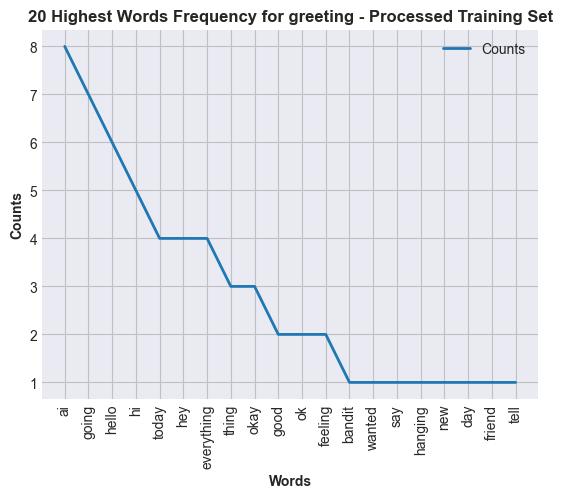 20 Highest Words Frequency for greeting - Processed Training Set
Counts
8
7
6
5
4
3
2
1
Counts
ai
going
hello
hi
today
hey
everything
thing
okay
good
ok
feeling
bandit
wanted
say
hanging
new
day
friend
tell
Words